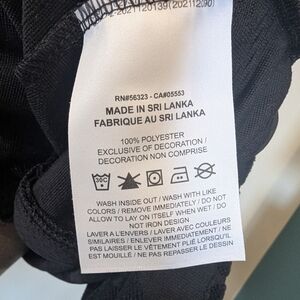 RN#56323 - CA#05553
MADE IN SRI LANKA
FABRIQUE AU SRI LANKA
100% POLYESTER
EXCLUSIVE OF DECORATION /
DECORATION NON COMPRISE
30C
WASH INSIDE OUT / WASH WITH LIKE
COLORS / REMOVE IMMEDIATELY / DO NOT
ALLOW TO LAY ON ITSELF WHEN WET / DO
NOT IRON DESIGN
LAVER A L'ENVERS / LAVER AVEC COULEURS
SIMILAIRES / ENLEVER IMMEDIATEMENT / NE
PAS LAISSER LE VÊTEMENT PLIÉ LORSQU'IL
EST MOUILLÉ / NE PAS REPASSER LE DESSIN